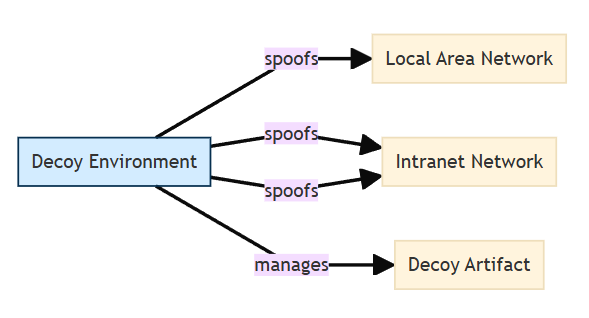 spoofs
Local Area Network
spoofs
Decoy Environment
Intranet Network
spoofs
manages
Decoy Artifact